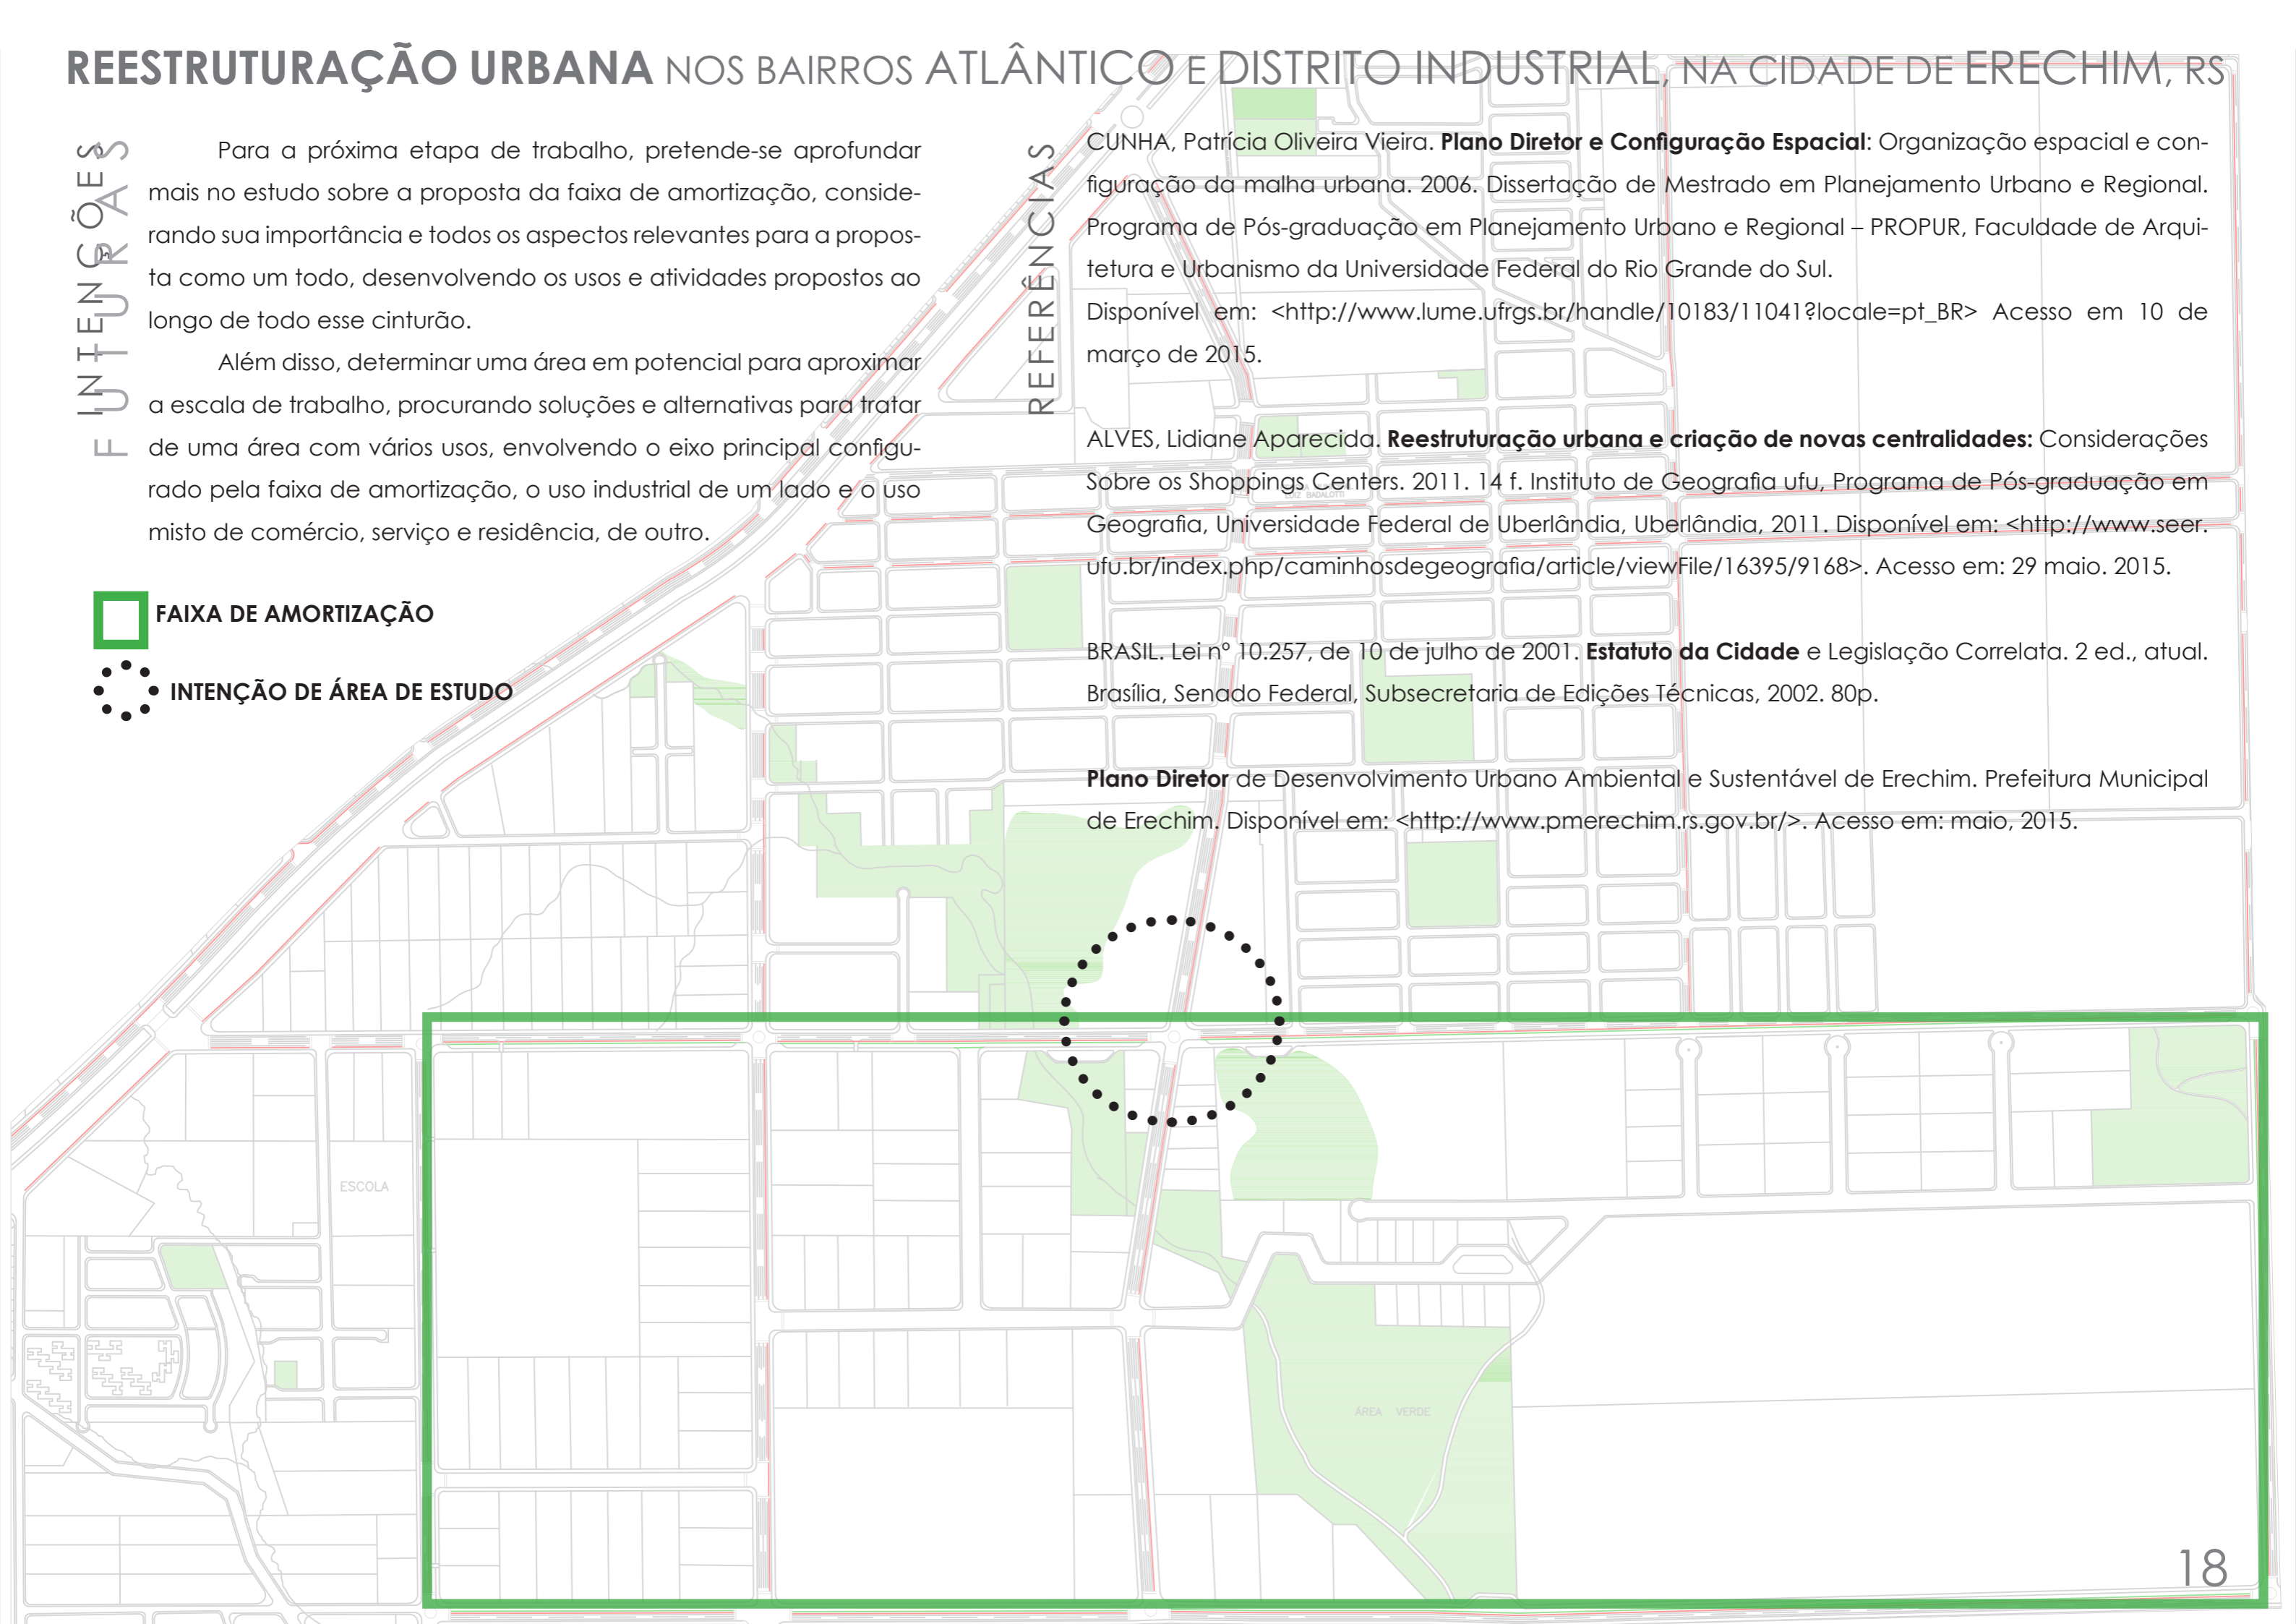 REESTRUTURAÇÃO URBANA NOS BAIRROS ATLÂNTICO E DISTRITO INDUSTRIAL, NA CIDADE DE ERECHIM, RS
INTENÇÕES
FUTURAS
Para a próxima etapa de trabalho, pretende-se aprofundar
mais no estudo sobre a proposta da faixa de amortização, conside-
rando sua importância e todos os aspectos relevantes para a propos-
ta como um todo, desenvolvendo os usos e atividades propostos ao
longo de todo esse cinturão.
Além disso, determinar uma área em potencial para aproximar
a escala de trabalho, procurando soluções e alternativas para tratar
de uma área com vários usos, envolvendo o eixo principal configu-
rado pela faixa de amortização, o uso industrial de um lado e o uso
misto de comércio, serviço e residência, de outro.
FAIXA DE AMORTIZAÇÃO
INTENÇÃO DE ÁREA DE ESTUDO
REFERÊNCIAS
CUNHA, Patrícia Oliveira Vieira. Plano Diretor e Configuração Espacial: Organização espacial e con-
figuração da malha urbana. 2006. Dissertação de Mestrado em Planejamento Urbano e Regional.
Programa de Pós-graduação em Planejamento Urbano e Regional – PROPUR, Faculdade de Arqui-
tetura e Urbanismo da Universidade Federal do Rio Grande do Sul.
Disponível em: <http://www.lume.ufrgs.br/handle/10183/11041?locale=pt_BR> Acesso em 10 de
março de 2015.
ALVES, Lidiane Aparecida. Reestruturação urbana e criação de novas centralidades: Considerações
Sobre os Shoppings Centers. 2011. 14 f. Instituto de Geografia ufu, Programa de Pós-graduação em
Geografia, Universidade Federal de Uberlândia, Uberlândia, 2011. Disponível em: <http://www.seer.
ufu.br/index.php/caminhosdegeografia/article/viewFile/16395/9168>. Acesso em: 29 maio. 2015.
BRASIL. Lei nº 10.257, de 10 de julho de 2001. Estatuto da Cidade e Legislação Correlata. 2 ed., atual.
Brasília, Senado Federal, Subsecretaria de Edições Técnicas, 2002. 80p.
Plano Diretor de Desenvolvimento Urbano Ambiental e Sustentável de Erechim. Prefeitura Municipal
de Erechim. Disponível em: <http://www.pmerechim.rs.gov.br/>. Acesso em: maio, 2015.
LUIZ BADALOTTI
ESCOLA
ÁREA VERDE
18